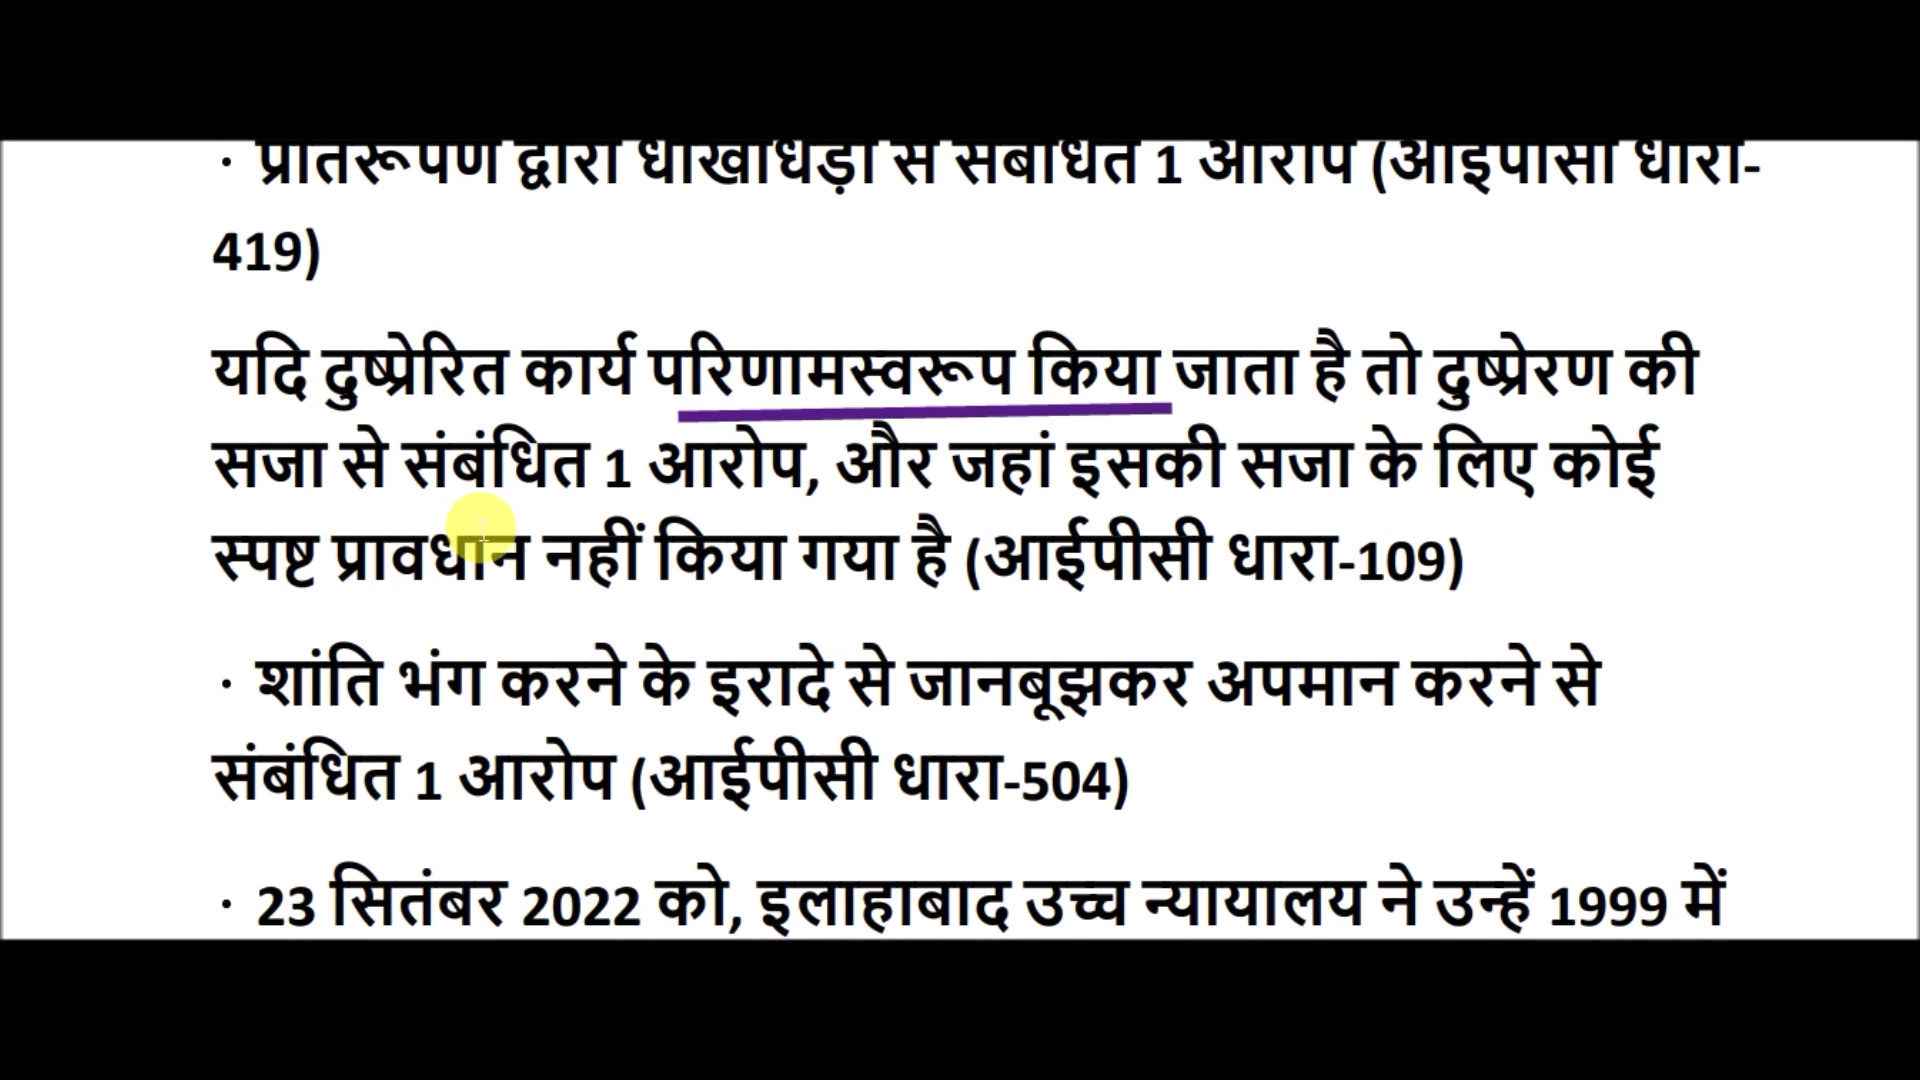 · प्रतिरूपण द्वारा धोखाधड़ी से संबंधित 1 आरोप (आईपीसी धारा-
419)
यदि दुष्प्रेरित कार्य परिणामस्वरूप किया जाता है तो दुष्प्रेरण की
सजा से संबंधित 1 आरोप, और जहां इसकी सजा के लिए कोई
स्पष्ट प्रावधान नहीं किया गया है (आईपीसी धारा-109)
· शांति भंग करने के इरादे से जानबूझकर अपमान करने से
संबंधित 1 आरोप (आईपीसी धारा-504)
· 23 सितंबर 2022 को, इलाहाबाद उच्च न्यायालय ने उन्हें 1999 में